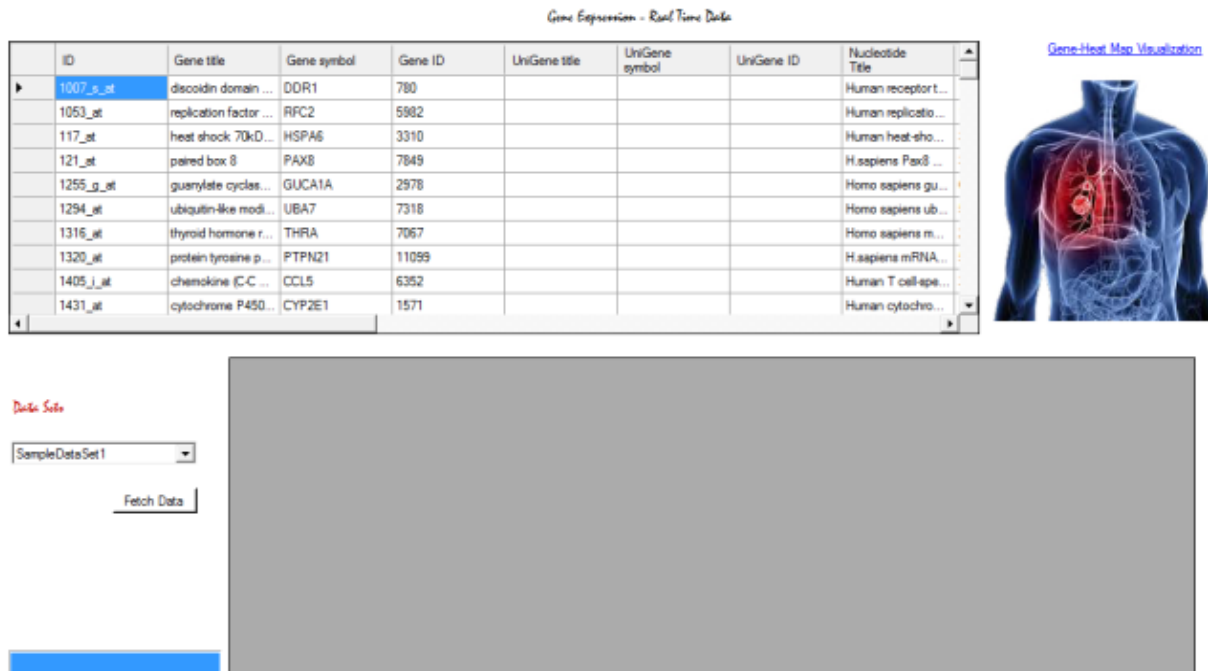 Gene Expression - Real Time Data
ID Gene title Gene symbol Gene ID UniGene title UniGene symbol UniGene ID Nucleotide Title
1007_s_at discoidin domain ... DDR1 780 Human receptor t...
1053_at replication factor ... RFC2 5982 Human replicatio...
117_at heat shock 70kD... HSPA6 3310 Human heat-sho...
121_at paired box 8 PAX8 7849 H.sapiens Pax8 ...
1255_g_at guanylate cyclas... GUCA1A 2978 Homo sapiens gu...
1294_at ubiquitin-like modi... UBA7 7318 Homo sapiens ub...
1316_at thyroid hormone r... THRA 7067 Homo sapiens m...
1320_at protein tyrosine p... PTPN21 11099 H.sapiens mRNA...
1405_i_at chemokine (C-C ... CCL5 6352 Human T cell-spe...
1431_at cytochrome P450... CYP2E1 1571 Human cytochro...
Gene-Heat Map Visualization
Data Sets
SampleDataSet1
Fetch Data